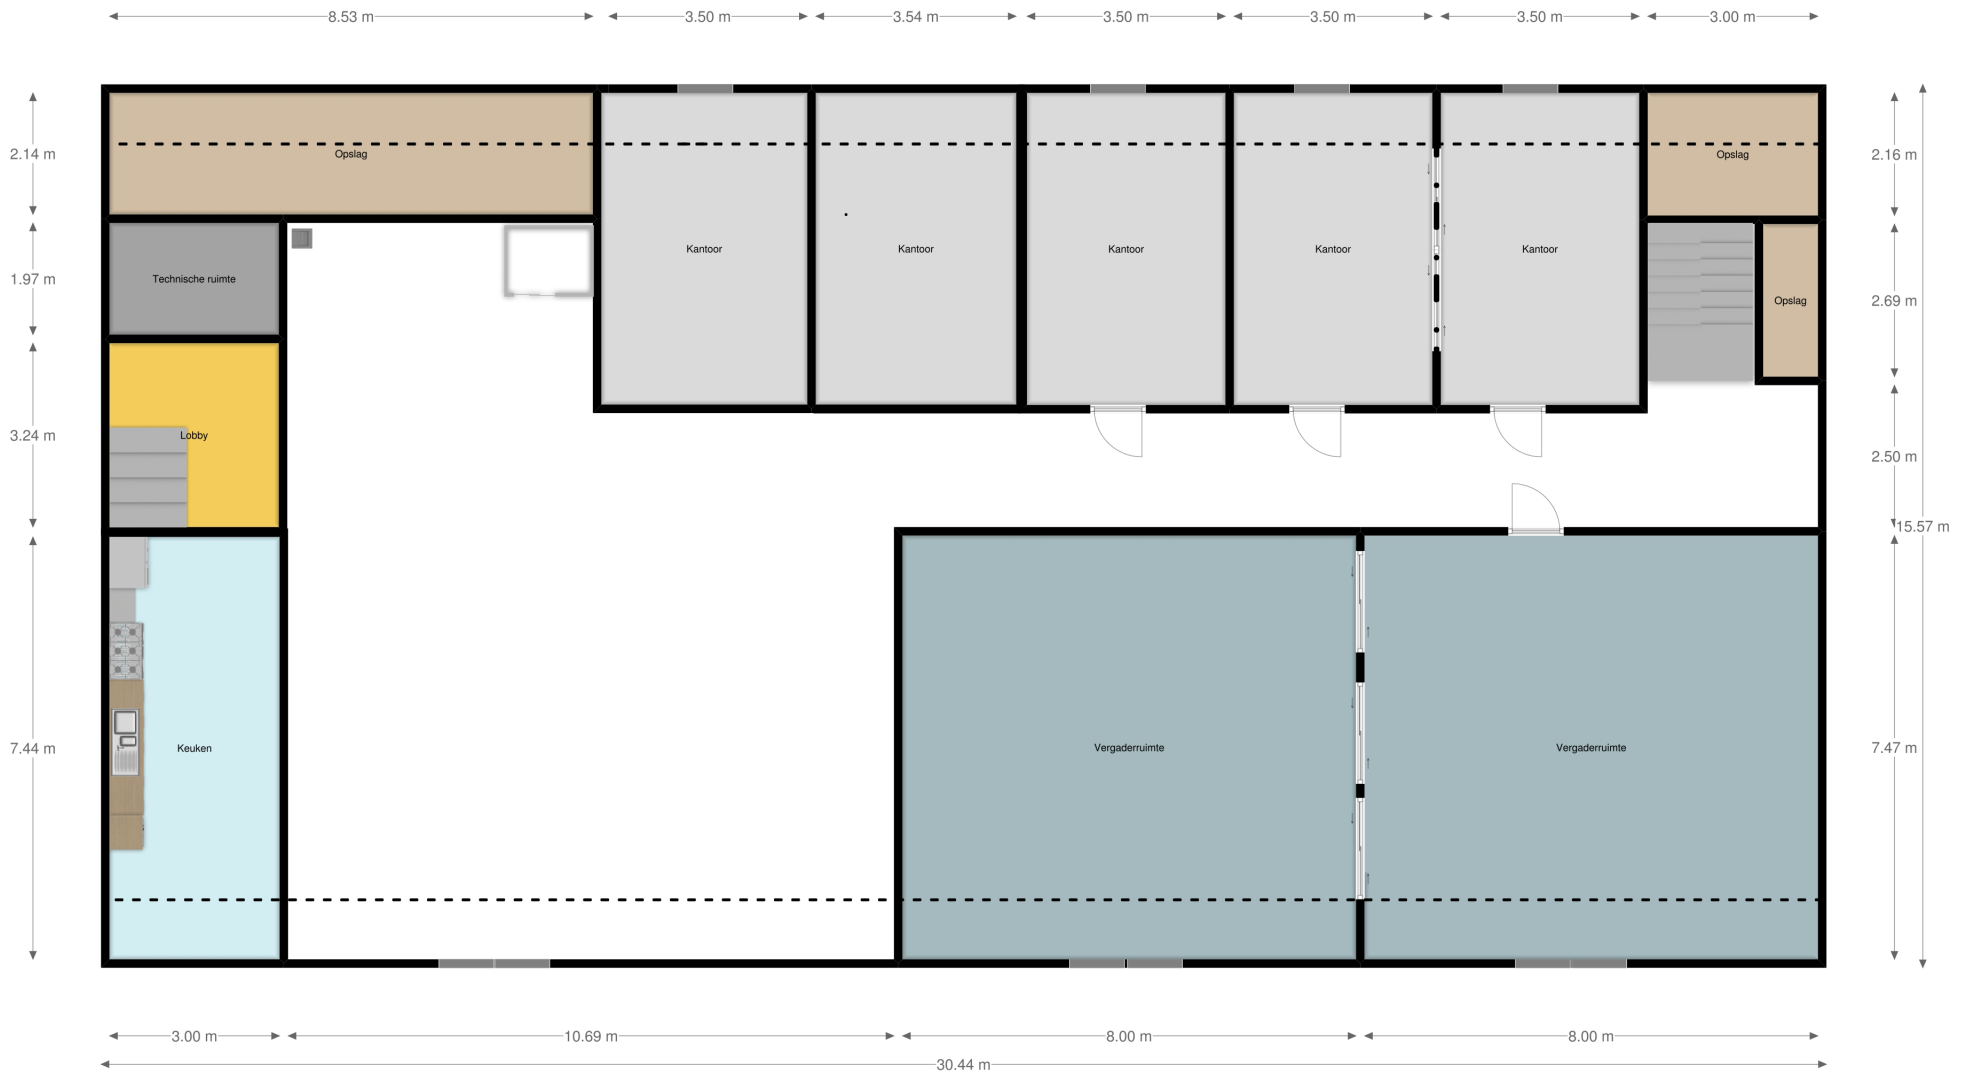 8.53 m
3.50 m
3.54 m
3.50 m
3.50 m
3.50 m
3.00 m
2.14 m
Opslag
Opslag
2.16 m
Kantoor
Kantoor
Kantoor
Kantoor
Kantoor
1.97 m
Technische ruimte
Opslag
2.69 m
3.24 m
Lobby
2.50 m
15.57 m
7.44 m
Keuken
Vergaderruimte
Vergaderruimte
7.47 m
3.00 m
10.69 m
8.00 m
8.00 m
30.44 m